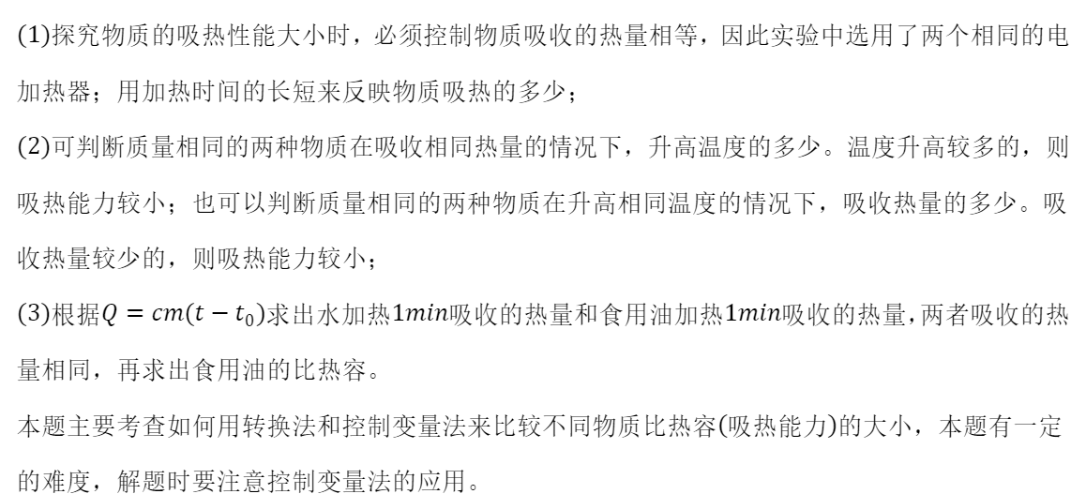 (1)探究物质的吸热性能大小时，必须控制物质吸收的热量相等，因此实验中选用了两个相同的电
加热器；用加热时间的长短来反映物质吸热的多少；
(2)可判断质量相同的两种物质在吸收相同热量的情况下，升高温度的多少。温度升高较多的，则
吸热能力较小；也可以判断质量相同的两种物质在升高相同温度的情况下，吸收热量的多少。吸
收热量较少的，则吸热能力较小；
(3)根据Q = cm(t − t₀)求出水加热1min吸收的热量和食用油加热1min吸收的热量，两者吸收的热
量相同，再求出食用油的比热容。
本题主要考查如何用转换法和控制变量法来比较不同物质比热容(吸热能力)的大小，本题有一定
的难度，解题时要注意控制变量法的应用。